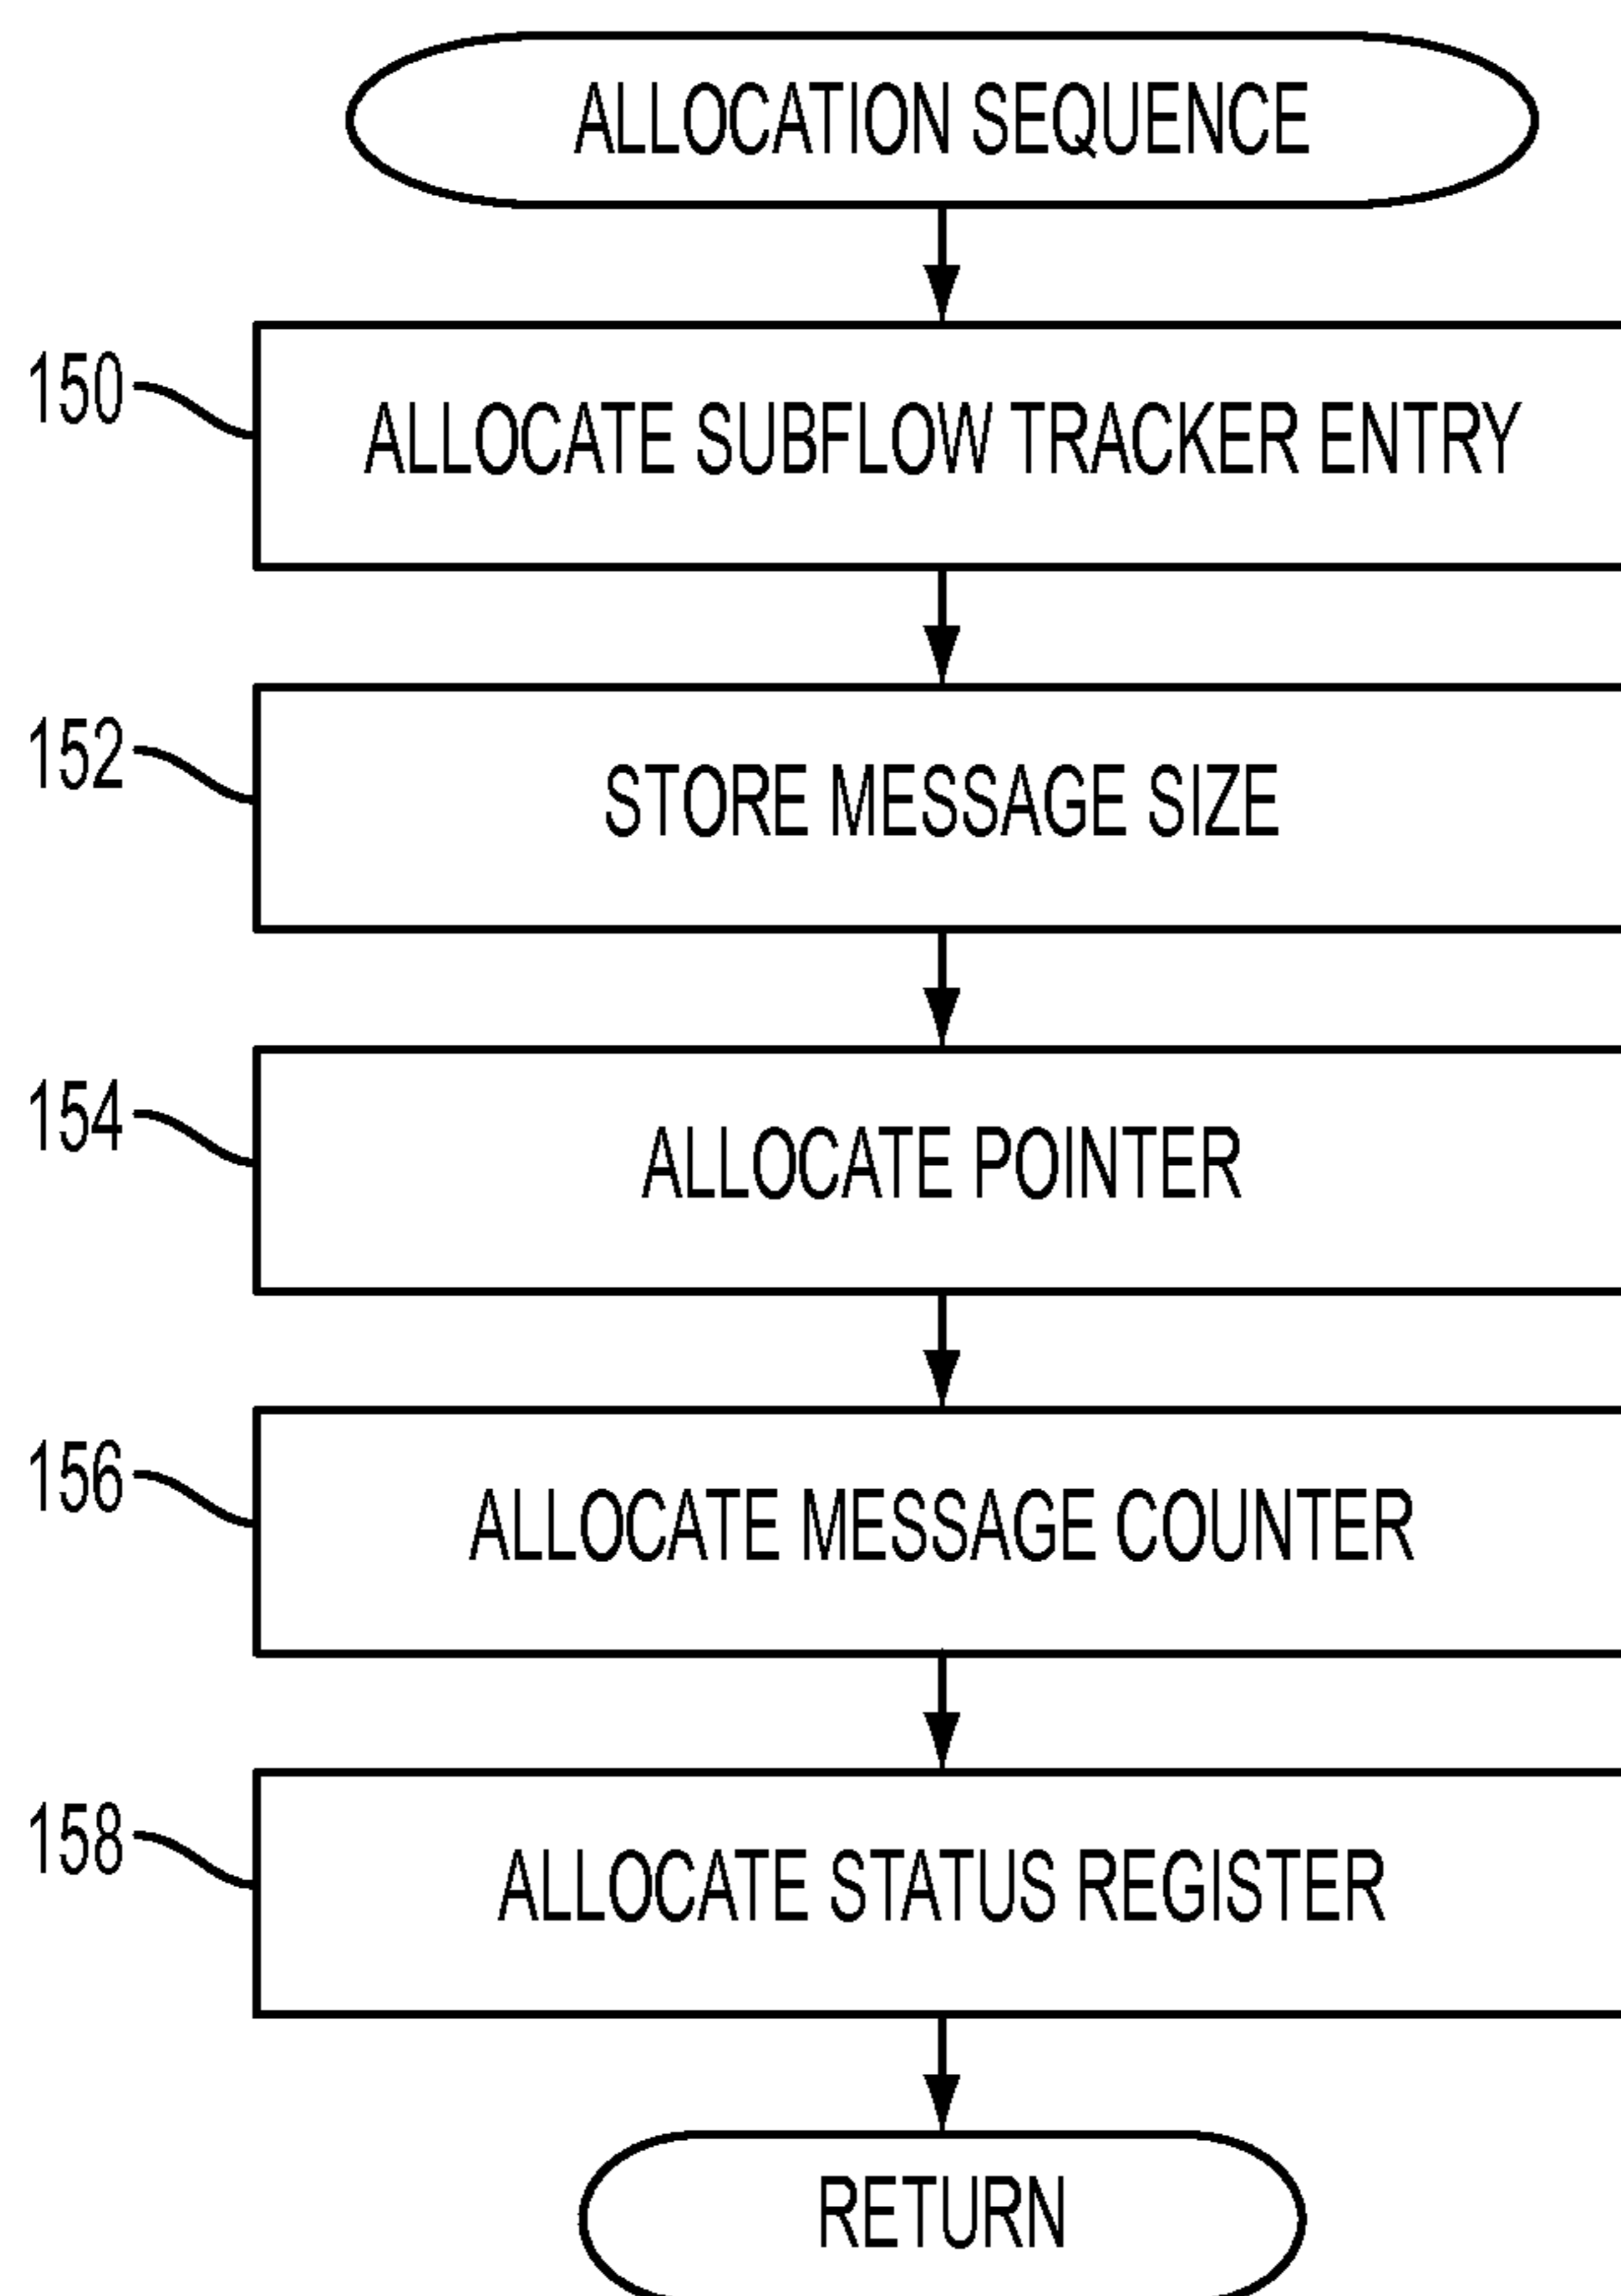 ALLOCATION SEQUENCE
150
ALLOCATE SUBFLOW TRACKER ENTRY
152
STORE MESSAGE SIZE
154
ALLOCATE POINTER
156
ALLOCATE MESSAGE COUNTER
158
ALLOCATE STATUS REGISTER
RETURN